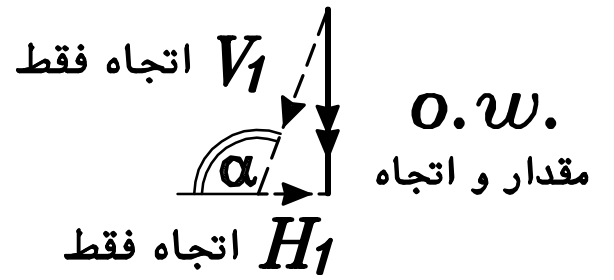 اتجاه فقط V1
o.w.
مقدار و اتجاه
α
اتجاه فقط H1